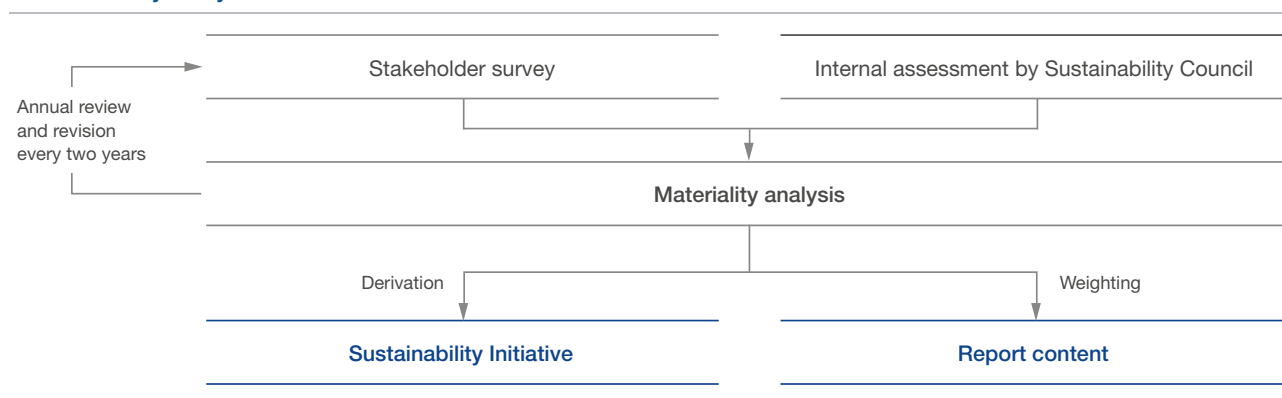 Stakeholder survey
Internal assessment by Sustainability Council
Annual review
and revision
every two years
Materiality analysis
Derivation
Weighting
Sustainability Initiative
Report content